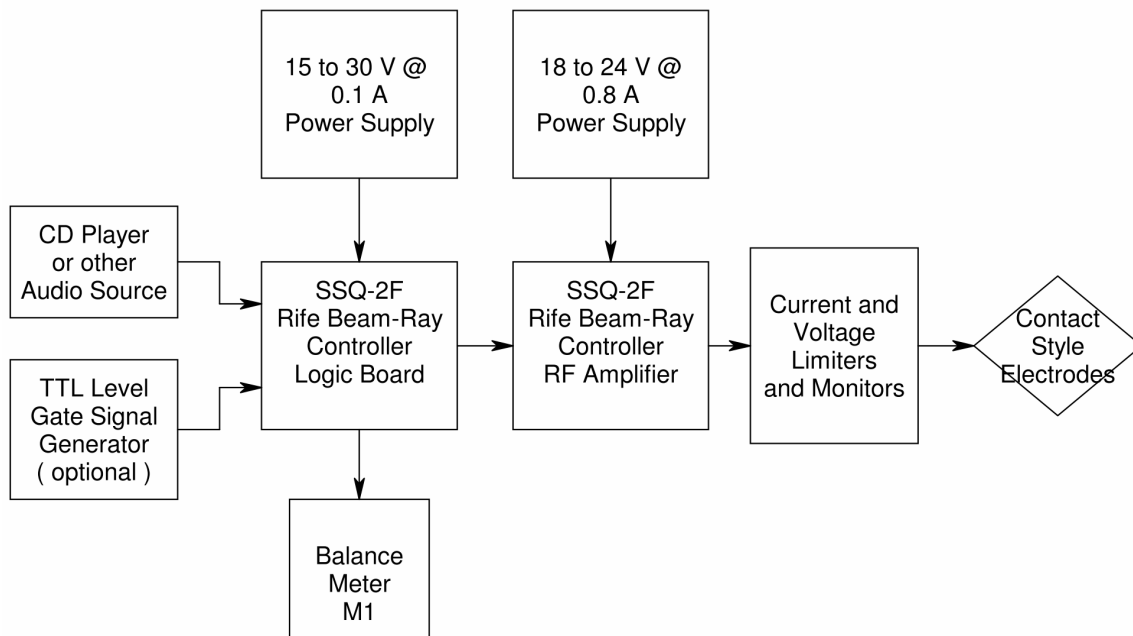 15 to 30 V @
0.1 A
Power Supply
18 to 24 V @
0.8 A
Power Supply
CD Player
or other
Audio Source
TTL Level
Gate Signal
Generator
( optional )
SSQ-2F
Rife Beam-Ray
Controller
Logic Board
SSQ-2F
Rife Beam-Ray
Controller
RF Amplifier
Current and
Voltage
Limiters
and Monitors
Contact
Style
Electrodes
Balance
Meter
M1